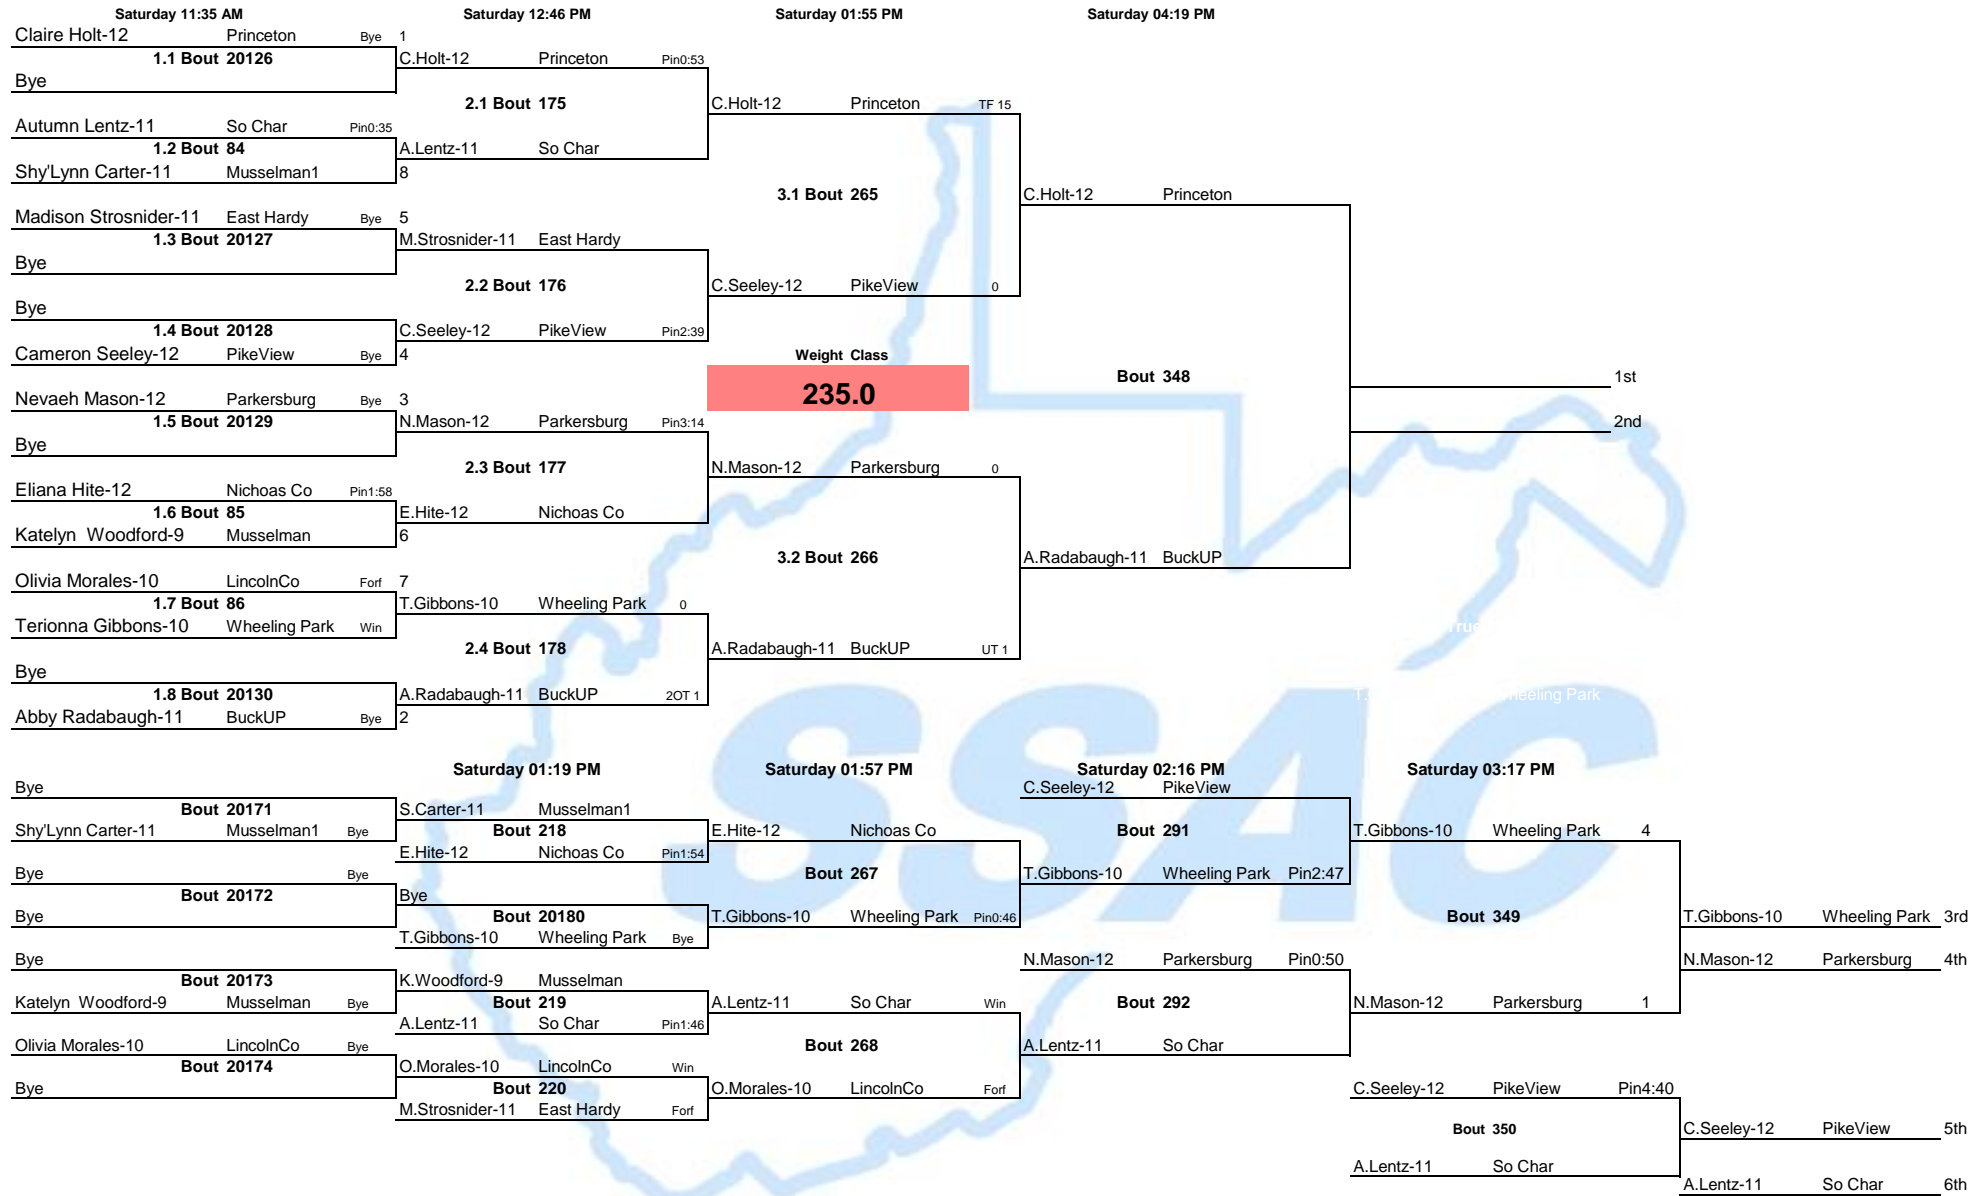 Saturday 11:35 AM Saturday 12:46 PM Saturday 01:55 PM Saturday 04:19 PM
Claire Holt-12 Princeton Bye 1
1.1 Bout 20126 C.Holt-12 Princeton Pin0:53
Bye
2.1 Bout 175 C.Holt-12 Princeton TF 15
Autumn Lentz-11 So Char Pin0:35
1.2 Bout 84 A.Lentz-11 So Char
Shy'Lynn Carter-11 Musselman1 8
3.1 Bout 265 C.Holt-12 Princeton
Madison Strosnider-11 East Hardy Bye 5
1.3 Bout 20127 M.Strosnider-11 East Hardy
Bye
2.2 Bout 176 C.Seeley-12 PikeView 0
Bye
1.4 Bout 20128 C.Seeley-12 PikeView Pin2:39
Cameron Seeley-12 PikeView Bye 4 Weight Class
Bout 348 1st
235.0
Nevaeh Mason-12 Parkersburg Bye 3
1.5 Bout 20129 N.Mason-12 Parkersburg Pin3:14 2nd
Bye
2.3 Bout 177 N.Mason-12 Parkersburg 0
Eliana Hite-12 Nichoas Co Pin1:58
1.6 Bout 85 E.Hite-12 Nichoas Co
Katelyn Woodford-9 Musselman 6
3.2 Bout 266 A.Radabaugh-11 BuckUP
Olivia Morales-10 LincolnCo Forf 7
1.7 Bout 86 T.Gibbons-10 Wheeling Park 0
Terionna Gibbons-10 Wheeling Park Win
2.4 Bout 178 A.Radabaugh-11 BuckUP UT 1
Bye
1.8 Bout 20130 A.Radabaugh-11 BuckUP 2OT 1
Abby Radabaugh-11 BuckUP Bye 2
SSAC
Saturday 01:19 PM Saturday 01:57 PM Saturday 02:16 PM Saturday 03:17 PM
Bye C.Seeley-12 PikeView
Bout 20171 S.Carter-11 Musselman1
Shy'Lynn Carter-11 Musselman1 Bye Bout 218 E.Hite-12 Nichoas Co Bout 291 T.Gibbons-10 Wheeling Park 4
E.Hite-12 Nichoas Co Pin1:54
Bye Bye Bout 267 T.Gibbons-10 Wheeling Park Pin2:47
Bout 20172 Bye
Bye Bout 20180 T.Gibbons-10 Wheeling Park Pin0:46 Bout 349 T.Gibbons-10 Wheeling Park 3rd
T.Gibbons-10 Wheeling Park Bye
Bye N.Mason-12 Parkersburg Pin0:50 N.Mason-12 Parkersburg 4th
Bout 20173 K.Woodford-9 Musselman
Katelyn Woodford-9 Musselman Bye Bout 219 A.Lentz-11 So Char Win Bout 292 N.Mason-12 Parkersburg 1
A.Lentz-11 So Char Pin1:46
Olivia Morales-10 LincolnCo Bye Bout 268 A.Lentz-11 So Char
Bout 20174 O.Morales-10 LincolnCo Win
Bye Bout 220 O.Morales-10 LincolnCo Forf C.Seeley-12 PikeView Pin4:40
M.Strosnider-11 East Hardy Forf
Bout 350 C.Seeley-12 PikeView 5th
A.Lentz-11 So Char
A.Lentz-11 So Char 6th